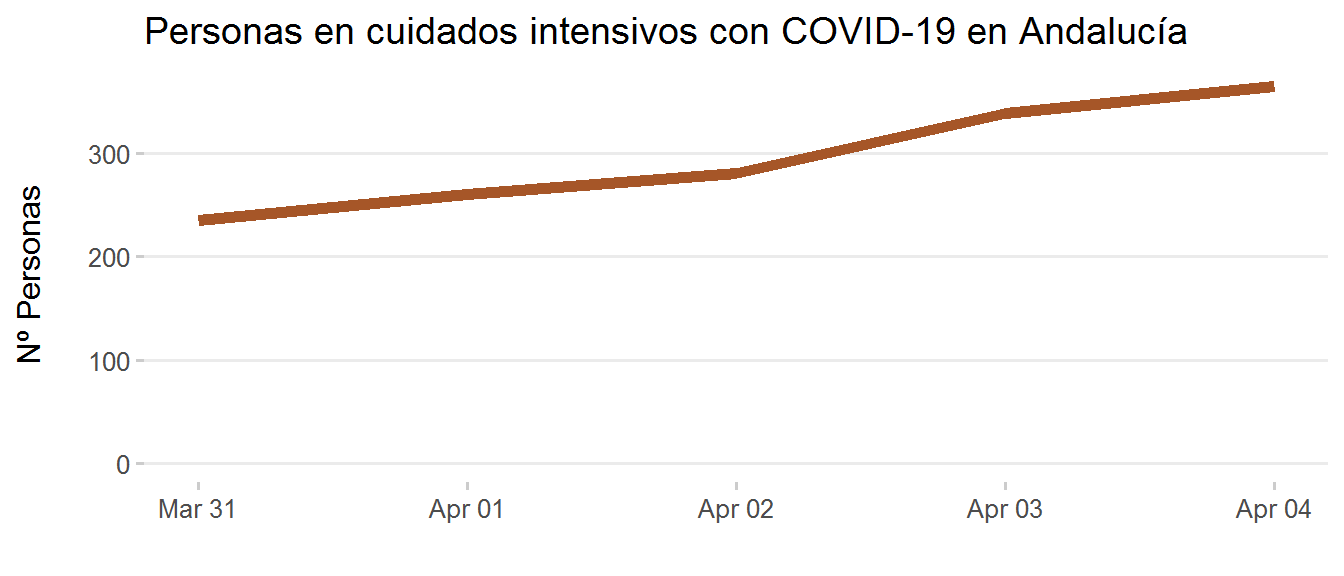 Personas en cuidados intensivos con COVID-19 en Andalucía
Nº Personas
300
200
100
0
Mar 31 Apr 01 Apr 02 Apr 03 Apr 04